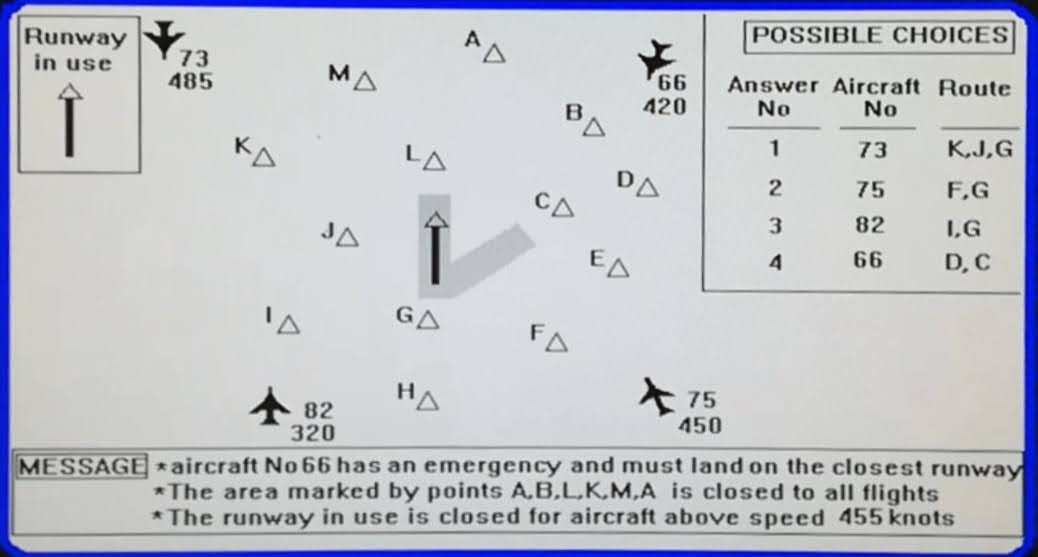 Runway
in use
73
485
A
M
66
420
B
K
L
D
C
J
E
I
G
F
H
82
320
75
450
POSSIBLE CHOICES
Answer No Aircraft No Route
1 73 K,J,G
2 75 F,G
3 82 I,G
4 66 D, C
MESSAGE *aircraft No 66 has an emergency and must land on the closest runway
*The area marked by points A,B,L,K,M,A is closed to all flights
*The runway in use is closed for aircraft above speed 455 knots